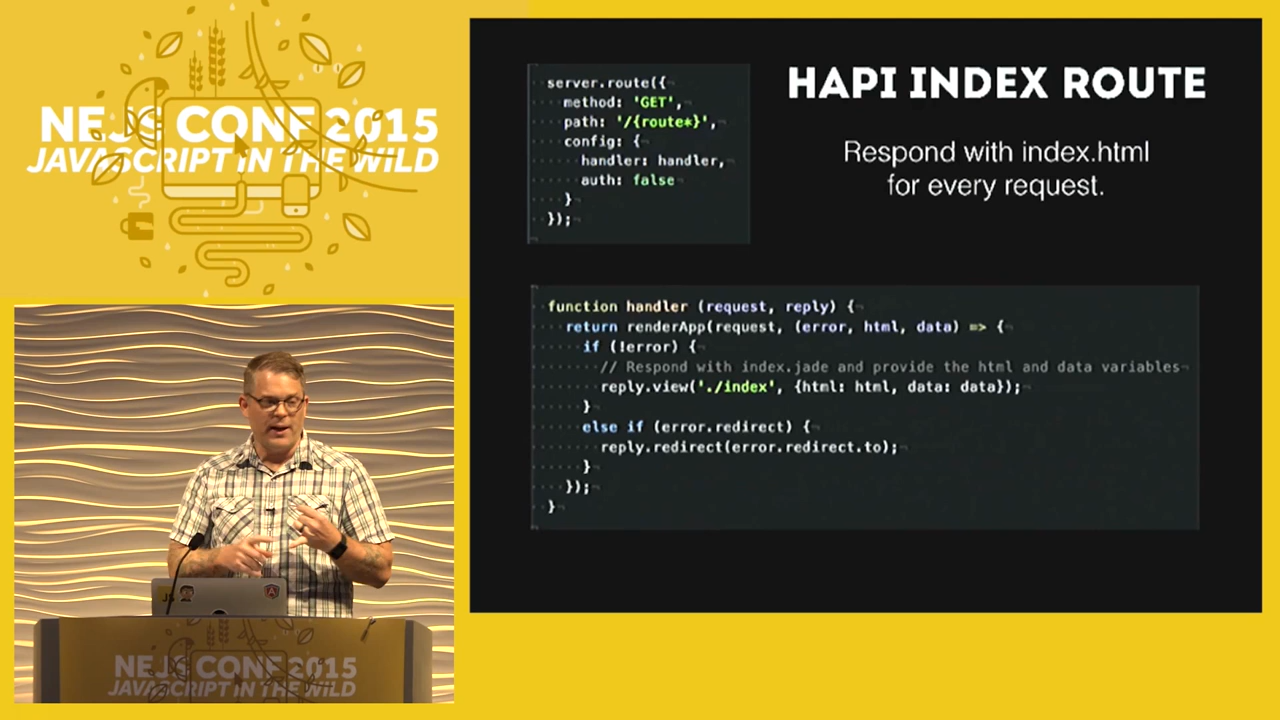 NEJS CONF 2015
JAVASCRIPT IN THE WILD
HAPI INDEX ROUTE
Respond with index.html
for every request.
server.route({
method: 'GET',
path: '/{route*}',
config: {
handler: handler,
auth: false
}
});
function handler (request, reply) {
return renderApp(request, (error, html, data) => {
if (!error) {
// Respond with index.jade and provide the html and data variables
reply.view('./index', {html: html, data: data});
}
else if (error.redirect) {
reply.redirect(error.redirect.to);
}
});
}
JS
A
NEJS CONF 2015
JAVASCRIPT IN THE WILD